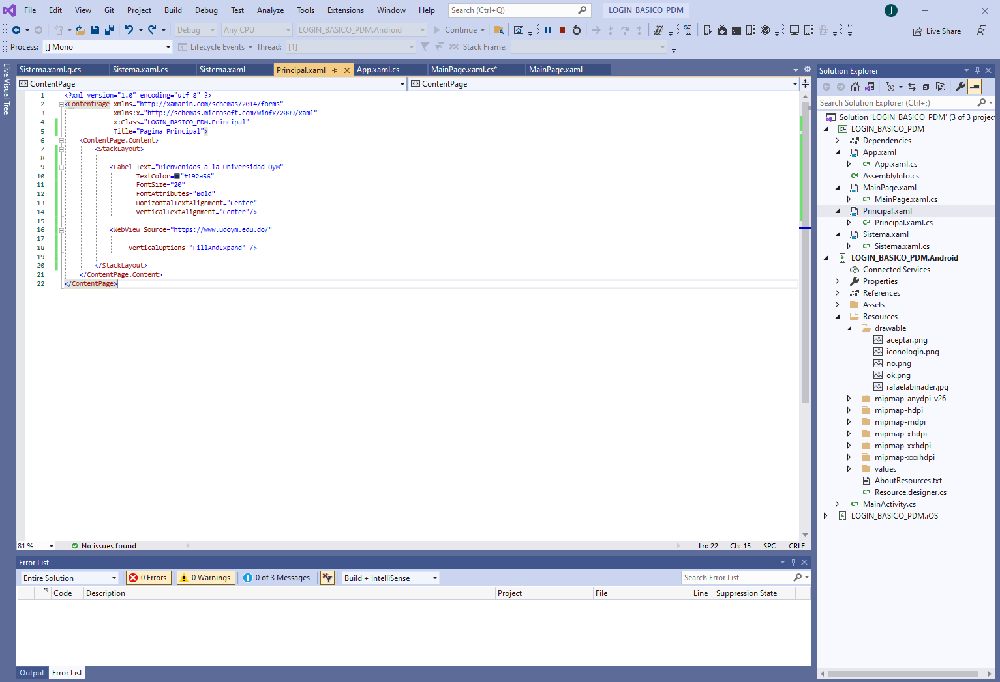 File Edit View Git Project Build Debug Test Analyze Tools Extensions Window Help Search (Ctrl+Q) LOGIN_BASICO_PDM J
Debug Any CPU LOGIN_BASICO_PDM.Android Continue Live Share
Process: [] Mono Lifecycle Events Thread: [1] Stack Frame:
Live Visual Tree
Sistema.xaml.g.cs Sistema.xaml.cs Sistema.xaml Principal.xaml App.xaml.cs MainPage.xaml.cs* MainPage.xaml
ContentPage ContentPage
1 <?xml version="1.0" encoding="utf-8" ?>
2 <ContentPage xmlns="http://xamarin.com/schemas/2014/forms"
3 xmlns:x="http://schemas.microsoft.com/winfx/2009/xaml"
4 x:Class="LOGIN_BASICO_PDM.Principal"
5 Title="Pagina Principal">
6 <ContentPage.Content>
7 <StackLayout>
8
9 <Label Text="Bienvenidos a la Universidad OyM"
10 TextColor="#192a56"
11 FontSize="20"
12 FontAttributes="Bold"
13 HorizontalTextAlignment="Center"
14 VerticalTextAlignment="Center"/>
15
16 <WebView Source="https://www.udoym.edu.do/"
17
18 VerticalOptions="FillAndExpand" />
19
20 </StackLayout>
21 </ContentPage.Content>
22 </ContentPage>
81 % No issues found Ln: 22 Ch: 15 SPC CRLF
Error List
Entire Solution 0 Errors 0 Warnings 0 of 3 Messages Build + IntelliSense Search Error List
Code Description Project File Line Suppression State
Output Error List
Solution Explorer
Search Solution Explorer (Ctrl+;)
Solution 'LOGIN_BASICO_PDM' (3 of 3 project
LOGIN_BASICO_PDM
Dependencies
App.xaml
App.xaml.cs
AssemblyInfo.cs
MainPage.xaml
MainPage.xaml.cs
Principal.xaml
Principal.xaml.cs
Sistema.xaml
Sistema.xaml.cs
LOGIN_BASICO_PDM.Android
Connected Services
Properties
References
Assets
Resources
drawable
aceptar.png
iconologin.png
no.png
ok.png
rafaelabinader.jpg
mipmap-anydpi-v26
mipmap-hdpi
mipmap-mdpi
mipmap-xhdpi
mipmap-xxhdpi
mipmap-xxxhdpi
values
AboutResources.txt
Resource.designer.cs
MainActivity.cs
LOGIN_BASICO_PDM.iOS